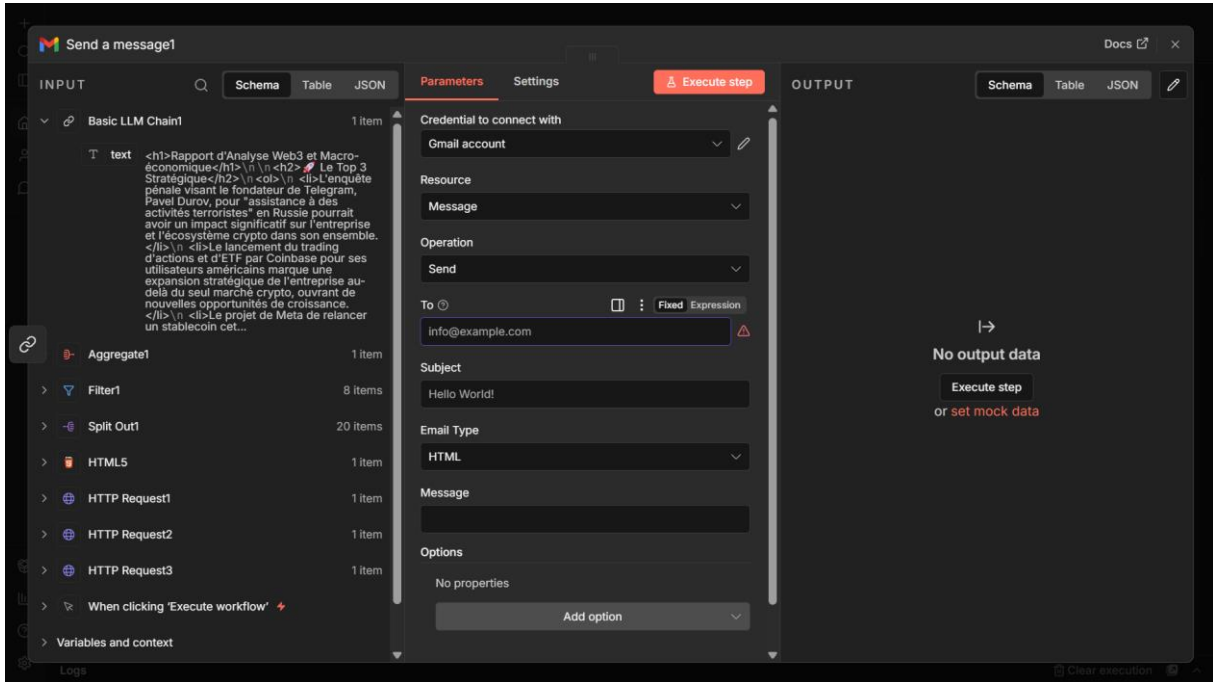 Send a message1
Docs
INPUT
Schema
Table
JSON
Basic LLM Chain1
1 item
T text
<h1>Rapport d'Analyse Web3 et Macro-
économique</h1>\n \n<h2>🚀 Le Top 3
Stratégique</h2>\n<ol>\n <li>L'enquête
pénale visant le fondateur de Telegram,
Pavel Durov, pour "assistance à des
activités terroristes" en Russie pourrait
avoir un impact significatif sur l'entreprise
et l'écosystème crypto dans son ensemble.
</li>\n <li>Le lancement du trading
d'actions et d'ETF par Coinbase pour ses
utilisateurs américains marque une
expansion stratégique de l'entreprise au-
delà du seul marché crypto, ouvrant de
nouvelles opportunités de croissance.
</li>\n <li>Le projet de Meta de relancer
un stablecoin cet...
Aggregate1
1 item
Filter1
8 items
Split Out1
20 items
HTML5
1 item
HTTP Request1
1 item
HTTP Request2
1 item
HTTP Request3
1 item
When clicking 'Execute workflow'
Variables and context
Parameters
Settings
Execute step
Credential to connect with
Gmail account
Resource
Message
Operation
Send
To
Fixed
Expression
info@example.com
Subject
Hello World!
Email Type
HTML
Message
Options
No properties
Add option
OUTPUT
Schema
Table
JSON
No output data
Execute step
or set mock data
Logs
Clear execution